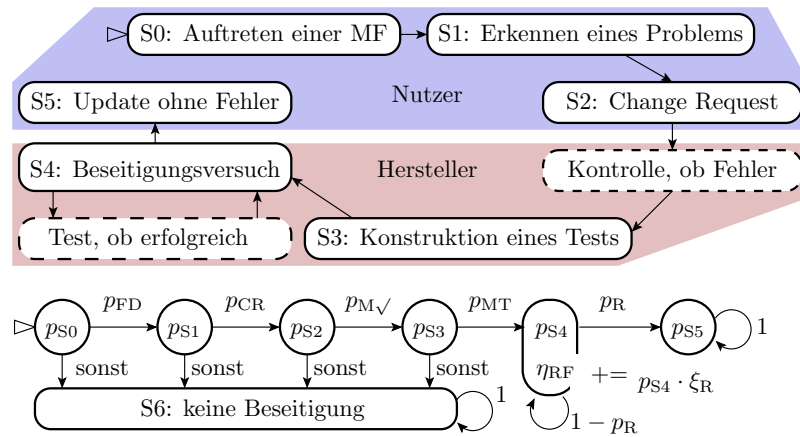 S0: Auftreten einer MF
S1: Erkennen eines Problems
S5: Update ohne Fehler
Nutzer
S2: Change Request
S4: Beseitigungsversuch
Hersteller
Kontrolle, ob Fehler
Test, ob erfolgreich
S3: Konstruktion eines Tests
p_FD p_CR p_M✓ p_MT p_R
p_S0 p_S1 p_S2 p_S3 p_S4 p_S5 1
sonst sonst sonst sonst
η_RF += p_S4 · ξ_R
S6: keine Beseitigung 1
1 − p_R